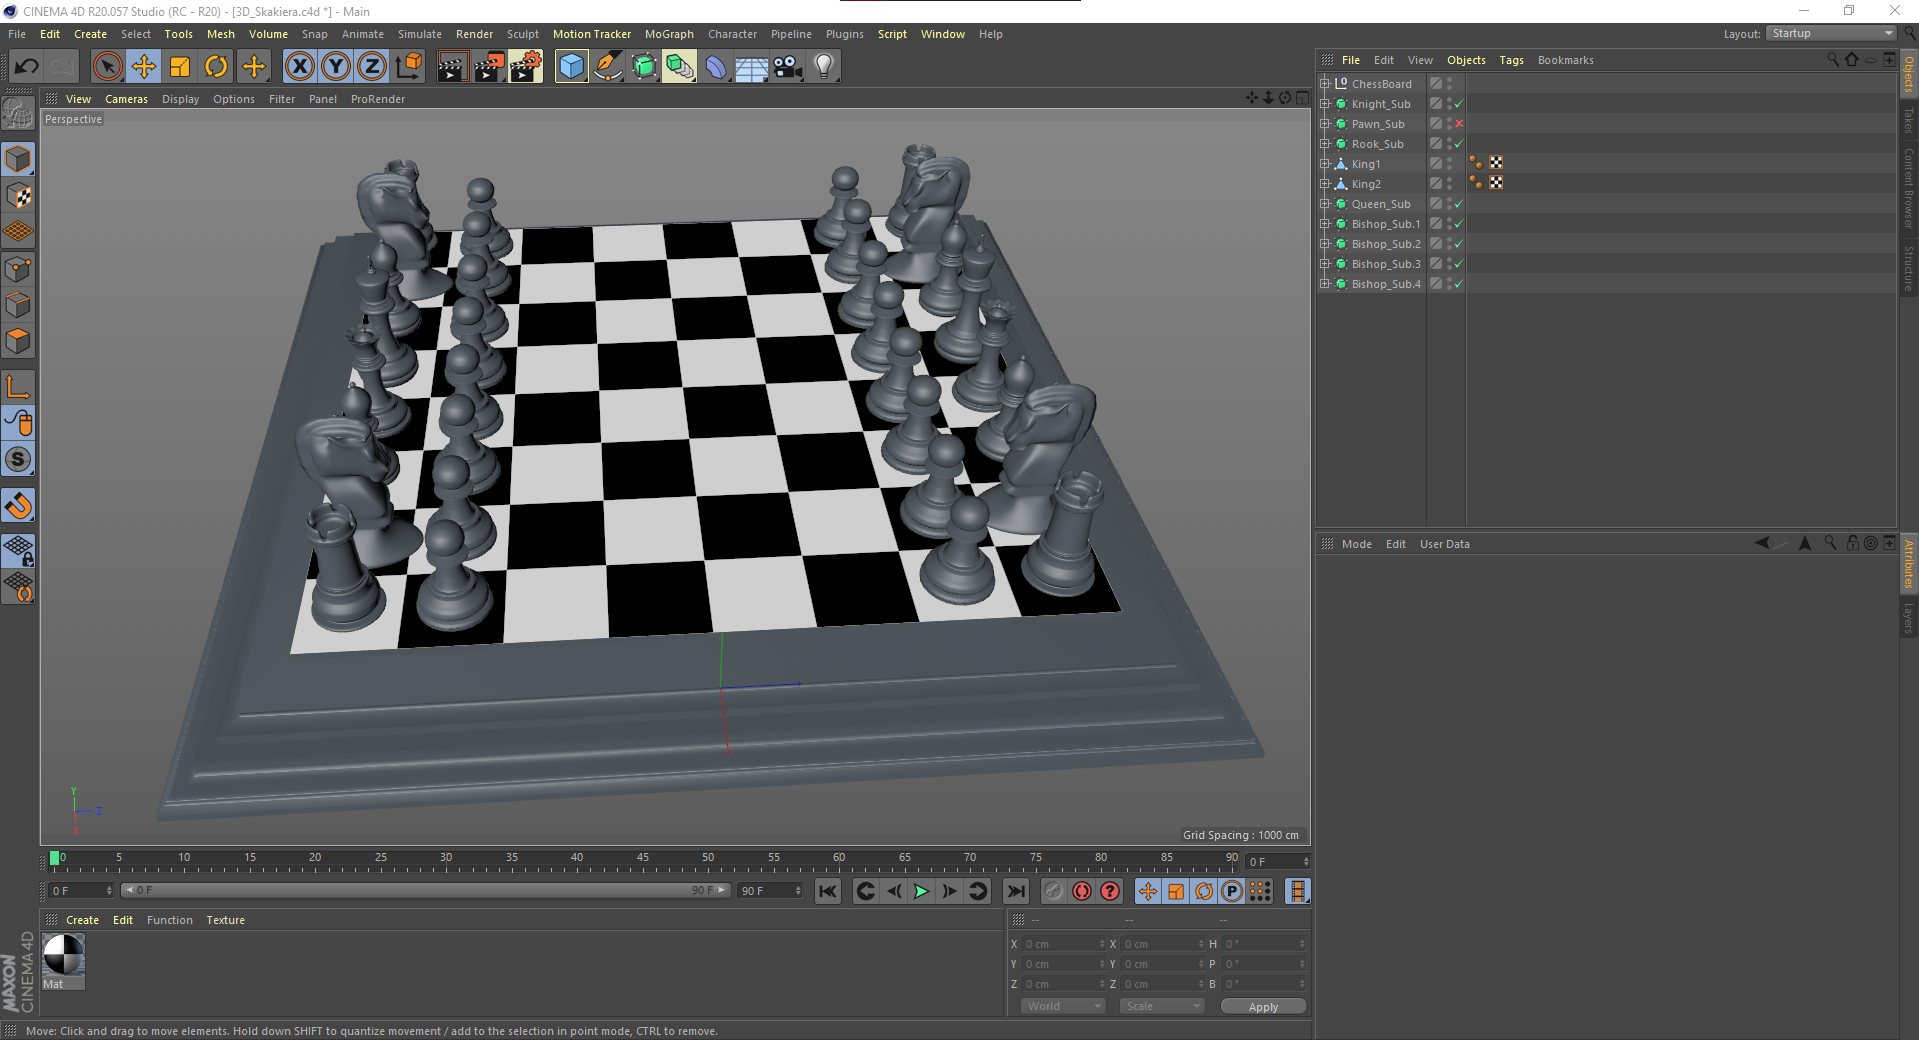 CINEMA 4D R20.057 Studio (RC - R20) - [3D_Skakiera.c4d *] - Main
File Edit Create Select Tools Mesh Volume Snap Animate Simulate Render Sculpt Motion Tracker MoGraph Character Pipeline Plugins Script Window Help
Layout: Startup
X Y Z
File Edit View Objects Tags Bookmarks
View Cameras Display Options Filter Panel ProRender
Perspective
ChessBoard
Knight_Sub
Pawn_Sub
Rook_Sub
King1
King2
Queen_Sub
Bishop_Sub.1
Bishop_Sub.2
Bishop_Sub.3
Bishop_Sub.4
Objects
Takes
Content Browser
Structure
S
Mode Edit User Data
Attributes
Layers
Y
Z
X
Grid Spacing : 1000 cm
0 5 10 15 20 25 30 35 40 45 50 55 60 65 70 75 80 85 90
0 F
0 F
0 F
90 F
90 F
P
Create Edit Function Texture
Mat
-- -- --
X 0 cm X 0 cm H 0 °
Y 0 cm Y 0 cm P 0 °
Z 0 cm Z 0 cm B 0 °
World Scale Apply
MAXON
CINEMA 4D
Move: Click and drag to move elements. Hold down SHIFT to quantize movement / add to the selection in point mode, CTRL to remove.